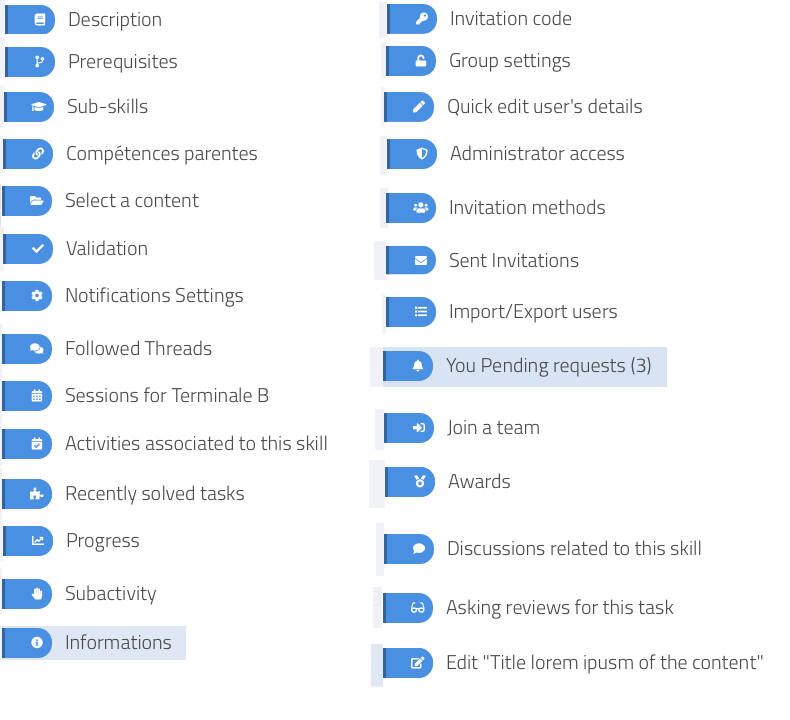 Description
Prerequisites
Sub-skills
Compétences parentes
Select a content
Validation
Notifications Settings
Followed Threads
Sessions for Terminale B
Activities associated to this skill
Recently solved tasks
Progress
Subactivity
Informations
Invitation code
Group settings
Quick edit user's details
Administrator access
Invitation methods
Sent Invitations
Import/Export users
You Pending requests (3)
Join a team
Awards
Discussions related to this skill
Asking reviews for this task
Edit "Title lorem ipusm of the content"